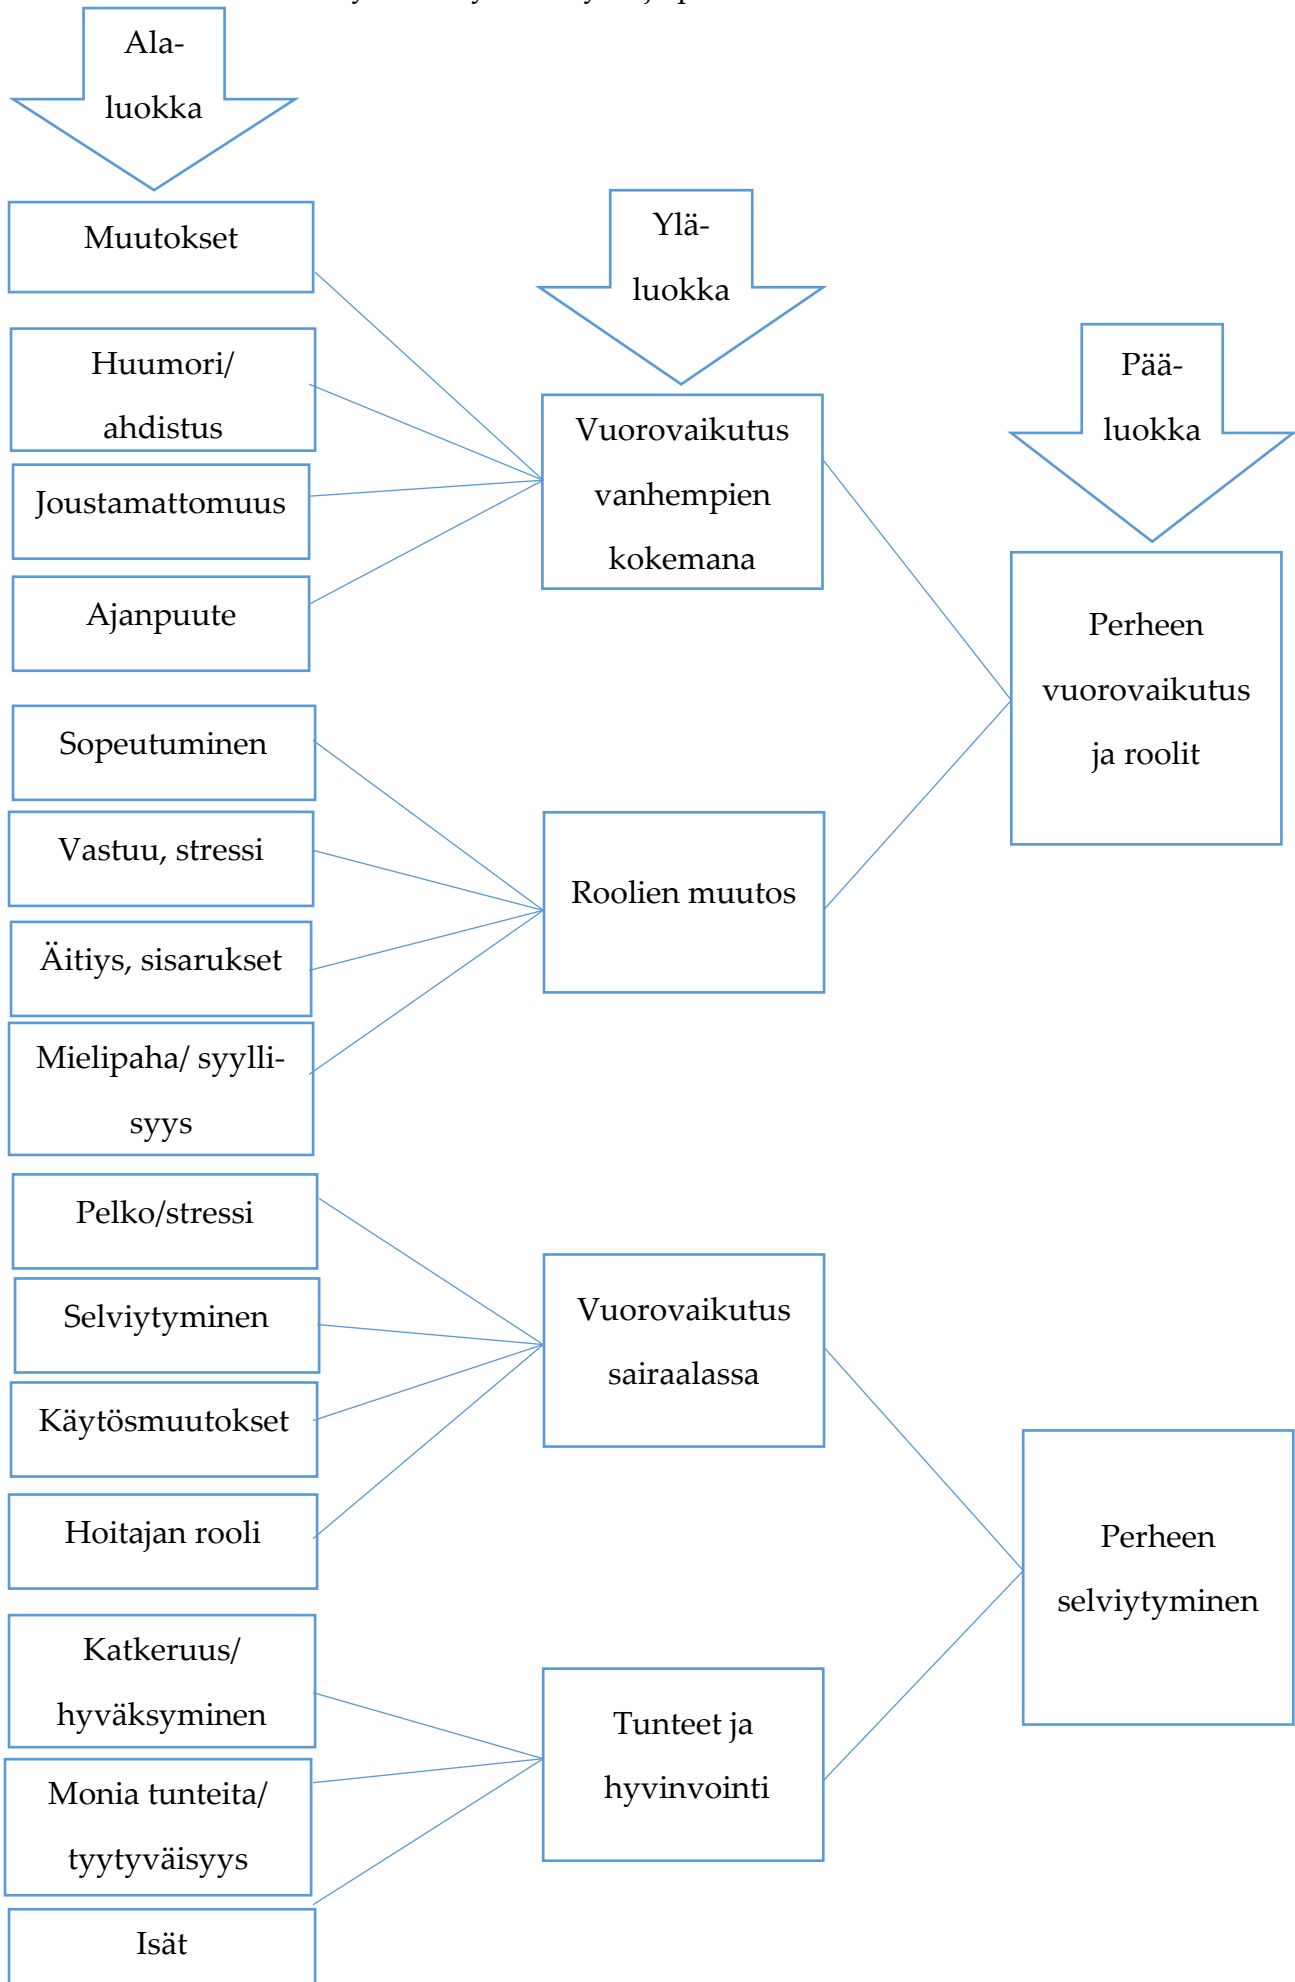 Ala-
luokka
Muutokset
Huumori/
ahdistus
Joustamattomuus
Ajanpuute
Sopeutuminen
Vastuu, stressi
Äitiys, sisarukset
Mielipaha/ syylli-
syys
Pelko/stressi
Selviytyminen
Käytösmuutokset
Hoitajan rooli
Katkeruus/
hyväksyminen
Monia tunteita/
tyytyväisyys
Isät
Ylä-
luokka
Vuorovaikutus
vanhempien
kokemana
Roolien muutos
Vuorovaikutus
sairaalassa
Tunteet ja
hyvinvointi
Pää-
luokka
Perheen
vuorovaikutus
ja roolit
Perheen
selviytyminen